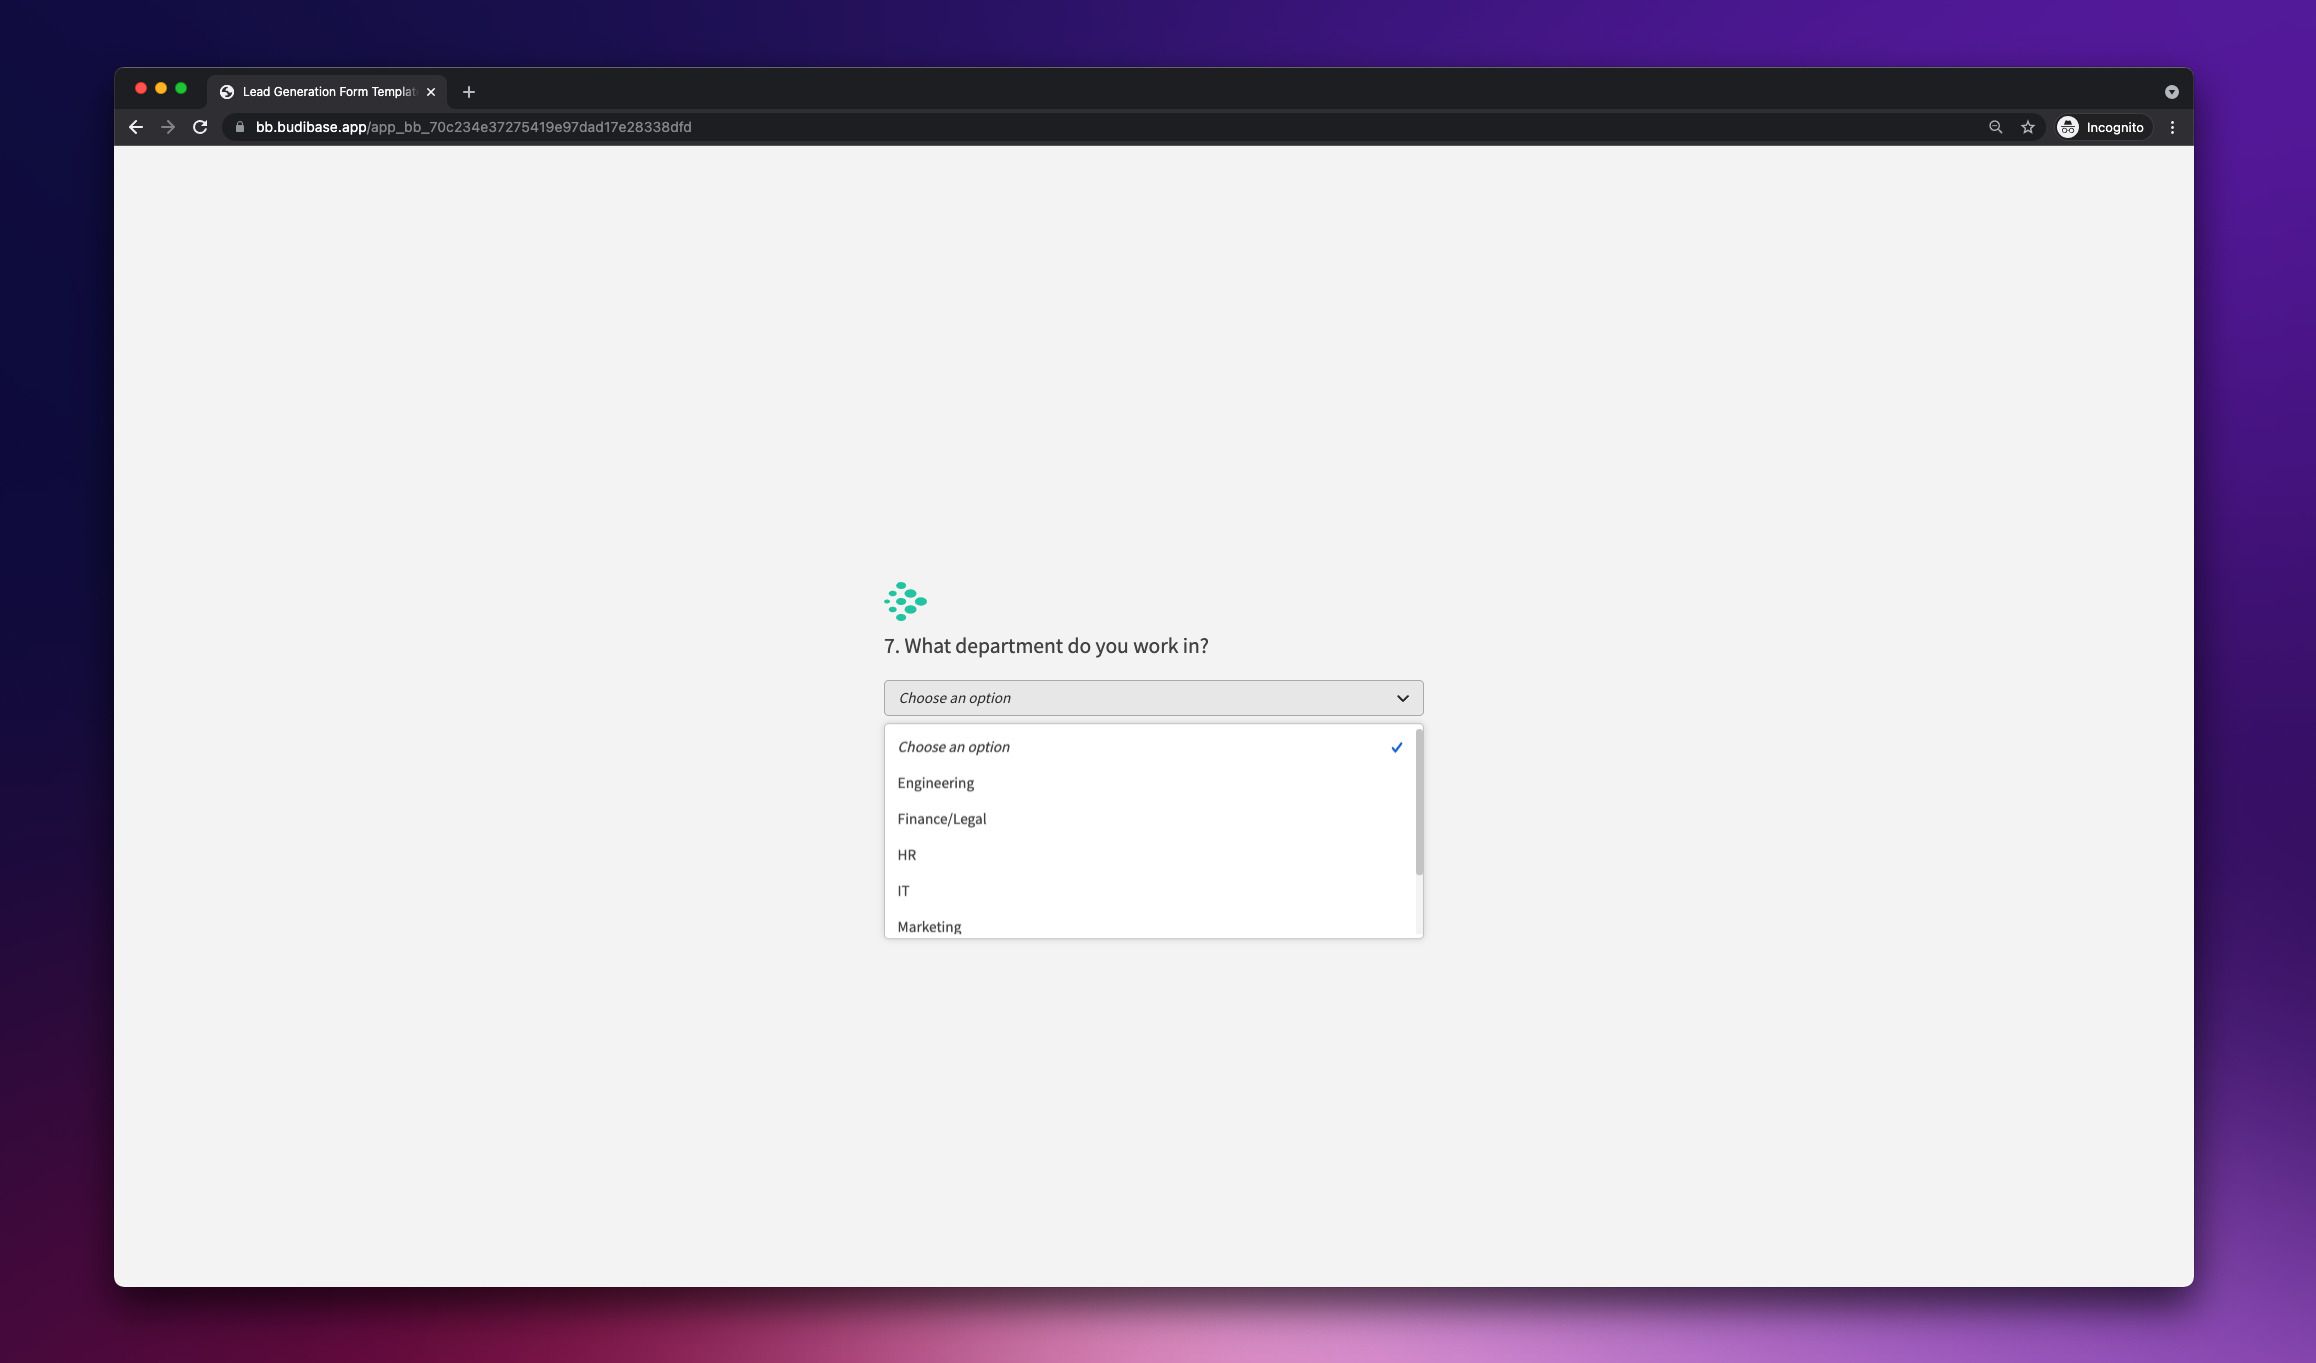 Lead Generation Form Templat
bb.budibase.app/app_bb_70c234e37275419e97dad17e28338dfd
Incognito
7. What department do you work in?
Choose an option
Choose an option
Engineering
Finance/Legal
HR
IT
Marketing